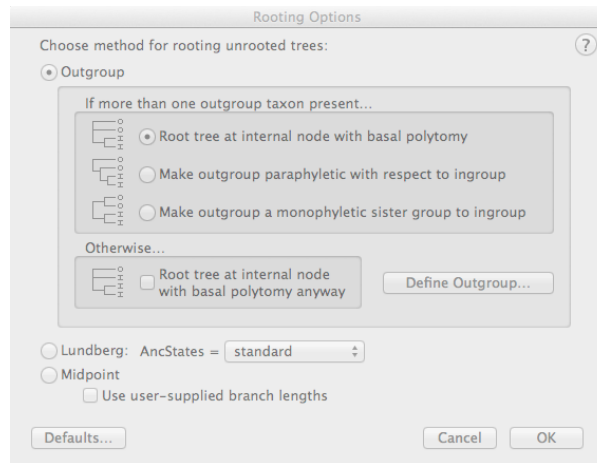 Rooting Options
Choose method for rooting unrooted trees:
?
Outgroup
If more than one outgroup taxon present...
O
O
I
I
Root tree at internal node with basal polytomy
O
O
I
I
Make outgroup paraphyletic with respect to ingroup
O
O
I
I
Make outgroup a monophyletic sister group to ingroup
Otherwise...
O
I
I
Root tree at internal node
with basal polytomy anyway
Define Outgroup...
Lundberg: AncStates = standard
Midpoint
Use user-supplied branch lengths
Defaults...
Cancel
OK